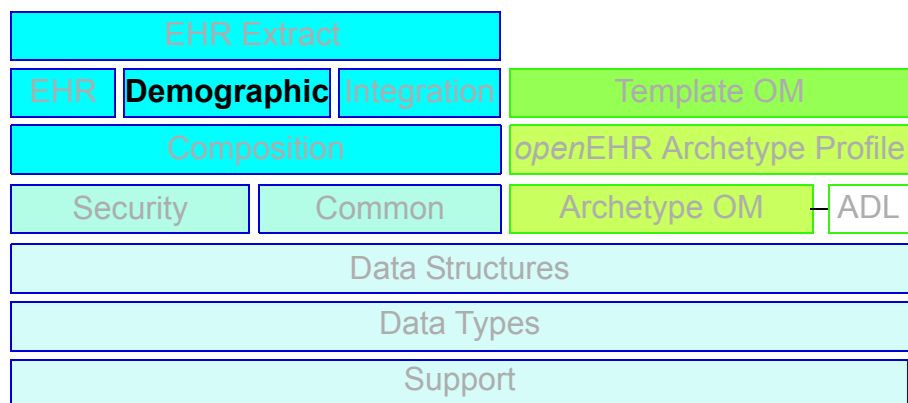 EHR Extract
EHR Demographic Integration Template OM
Composition openEHR Archetype Profile
Security Common Archetype OM ADL
Data Structures
Data Types
Support